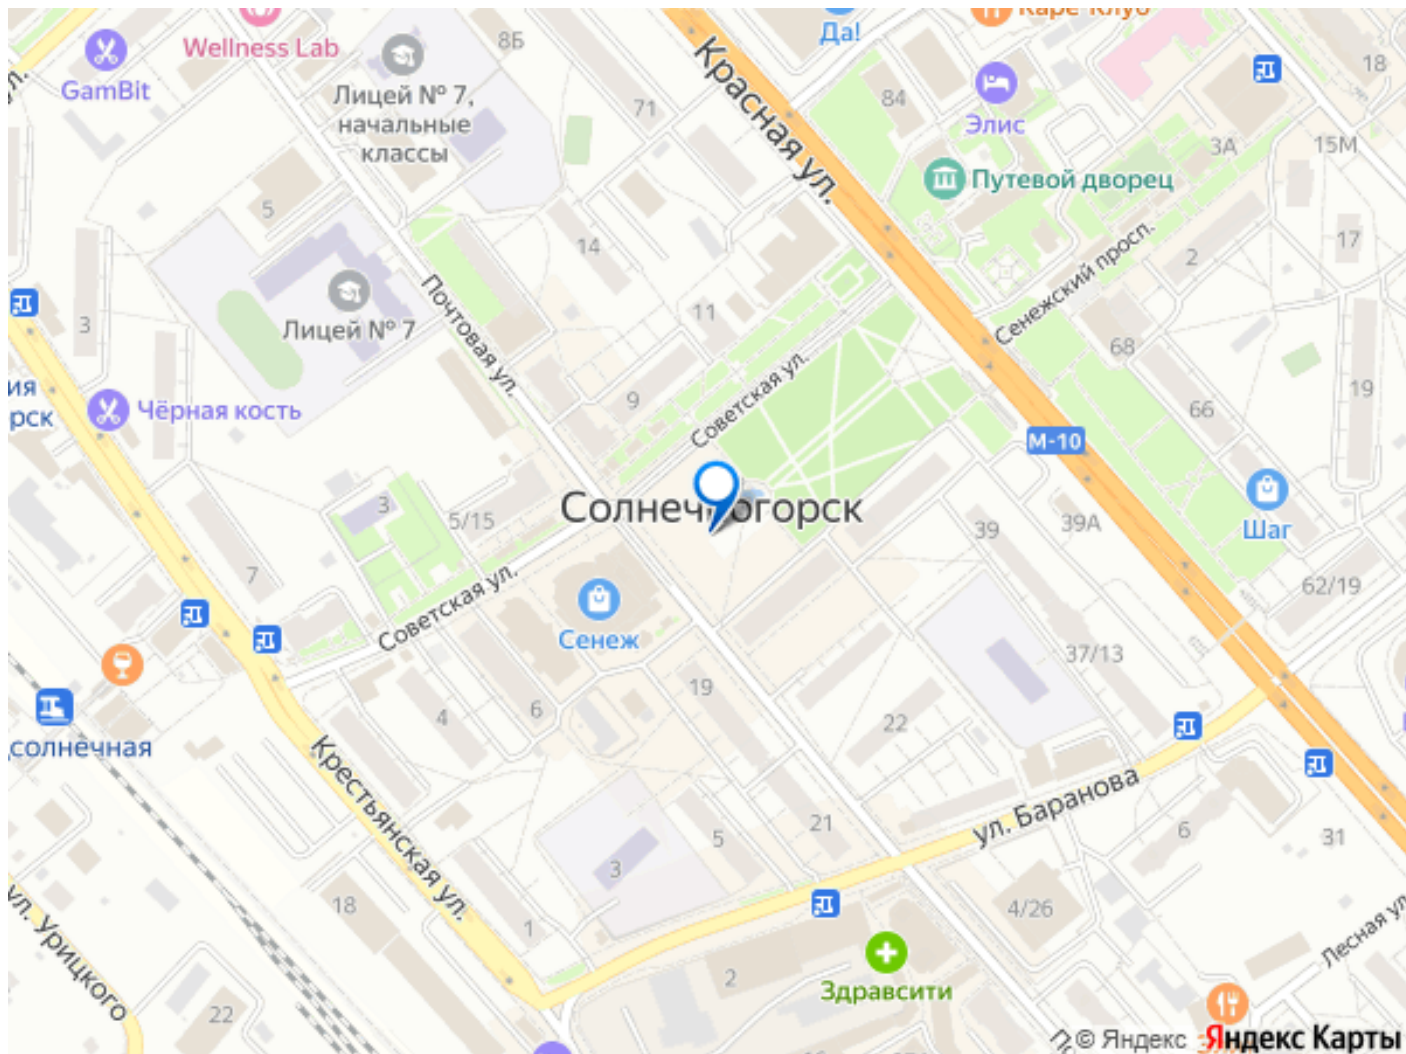 Каре-клуб
Да!
Wellness Lab
8Б
18
GamBit
Лицей № 7,
начальные
классы
71
Красная ул.
84
Элис
3А
15М
Путевой дворец
5
14
Сенежский просп.
2
17
3
Лицей № 7
Почтовая ул.
11
68
ия
рск
Чёрная кость
9
Советская ул.
66
19
М-10
3
5/15
Солнечногорск
39
39А
Шаг
7
Советская ул.
Сенеж
62/19
37/13
4
6
19
22
солнечная
Крестьянская ул.
ул. Баранова
5
21
6
31
3
18
4/26
1
Лесная ул
ул. Урицкого
2
Здравсити
22
© Яндекс Яндекс Карты